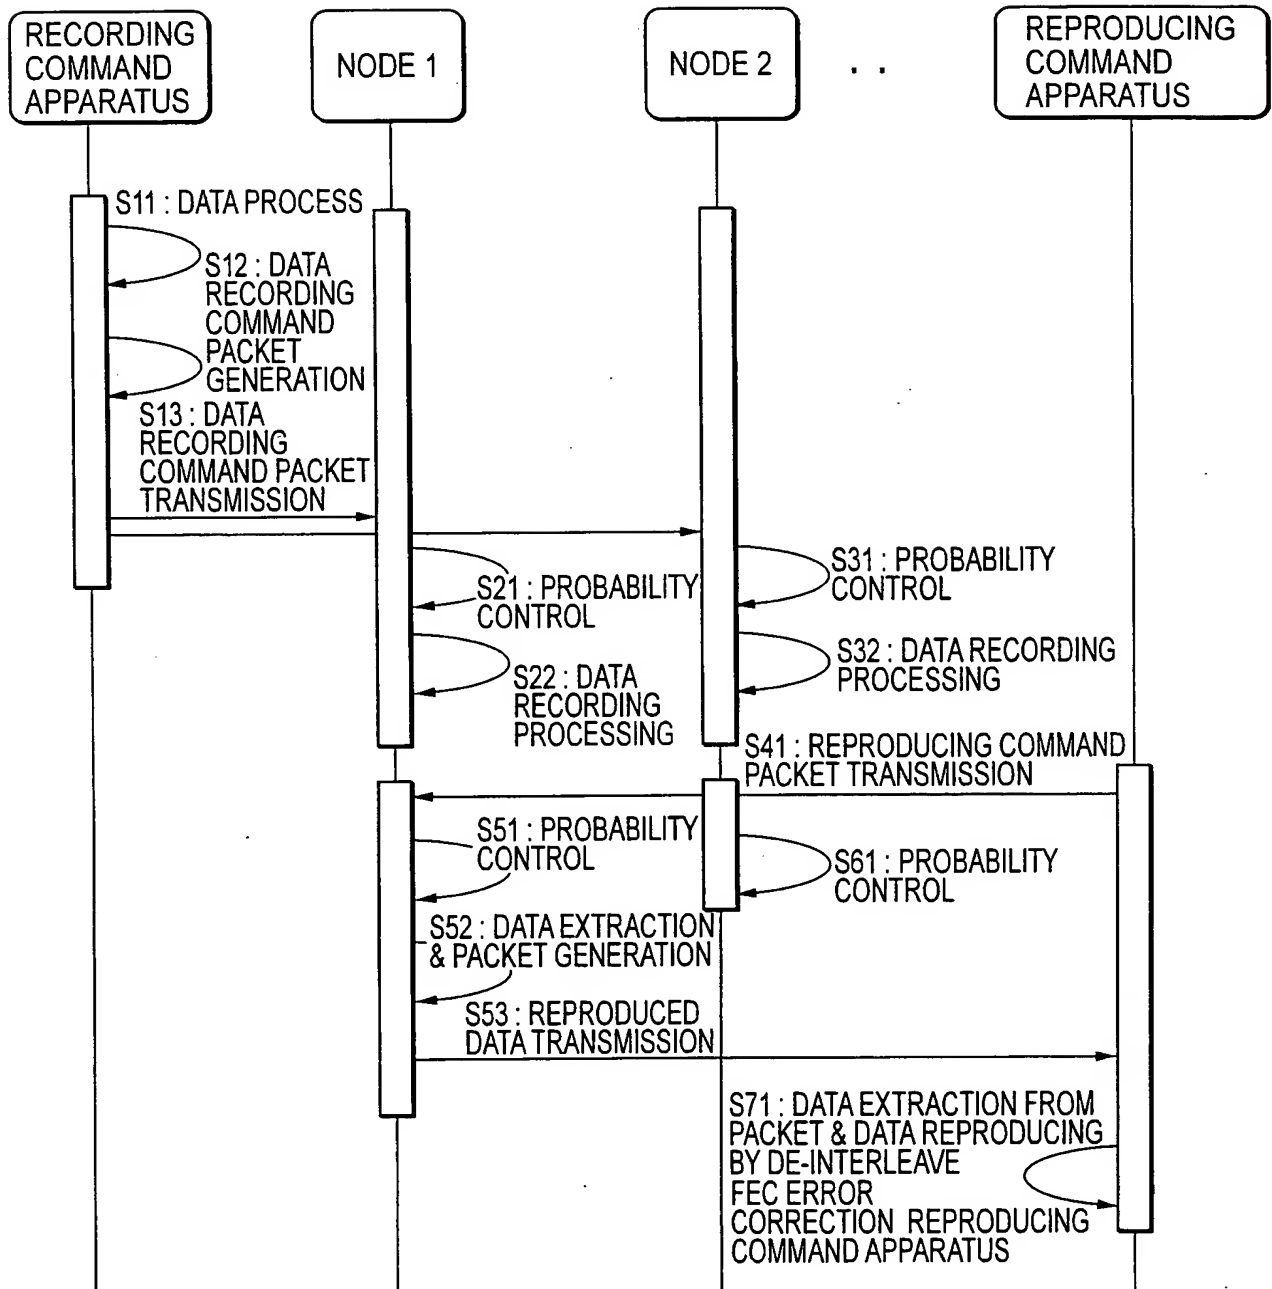 RECORDING
COMMAND
APPARATUS
NODE 1
NODE 2
. .
REPRODUCING
COMMAND
APPARATUS
S11 : DATA PROCESS
S12 : DATA
RECORDING
COMMAND
PACKET
GENERATION
S13 : DATA
RECORDING
COMMAND PACKET
TRANSMISSION
S21 : PROBABILITY
CONTROL
S31 : PROBABILITY
CONTROL
S22 : DATA
RECORDING
PROCESSING
S32 : DATA RECORDING
PROCESSING
S41 : REPRODUCING COMMAND
PACKET TRANSMISSION
S51 : PROBABILITY
CONTROL
S61 : PROBABILITY
CONTROL
S52 : DATA EXTRACTION
& PACKET GENERATION
S53 : REPRODUCED
DATA TRANSMISSION
S71 : DATA EXTRACTION FROM
PACKET & DATA REPRODUCING
BY DE-INTERLEAVE
FEC ERROR
CORRECTION REPRODUCING
COMMAND APPARATUS